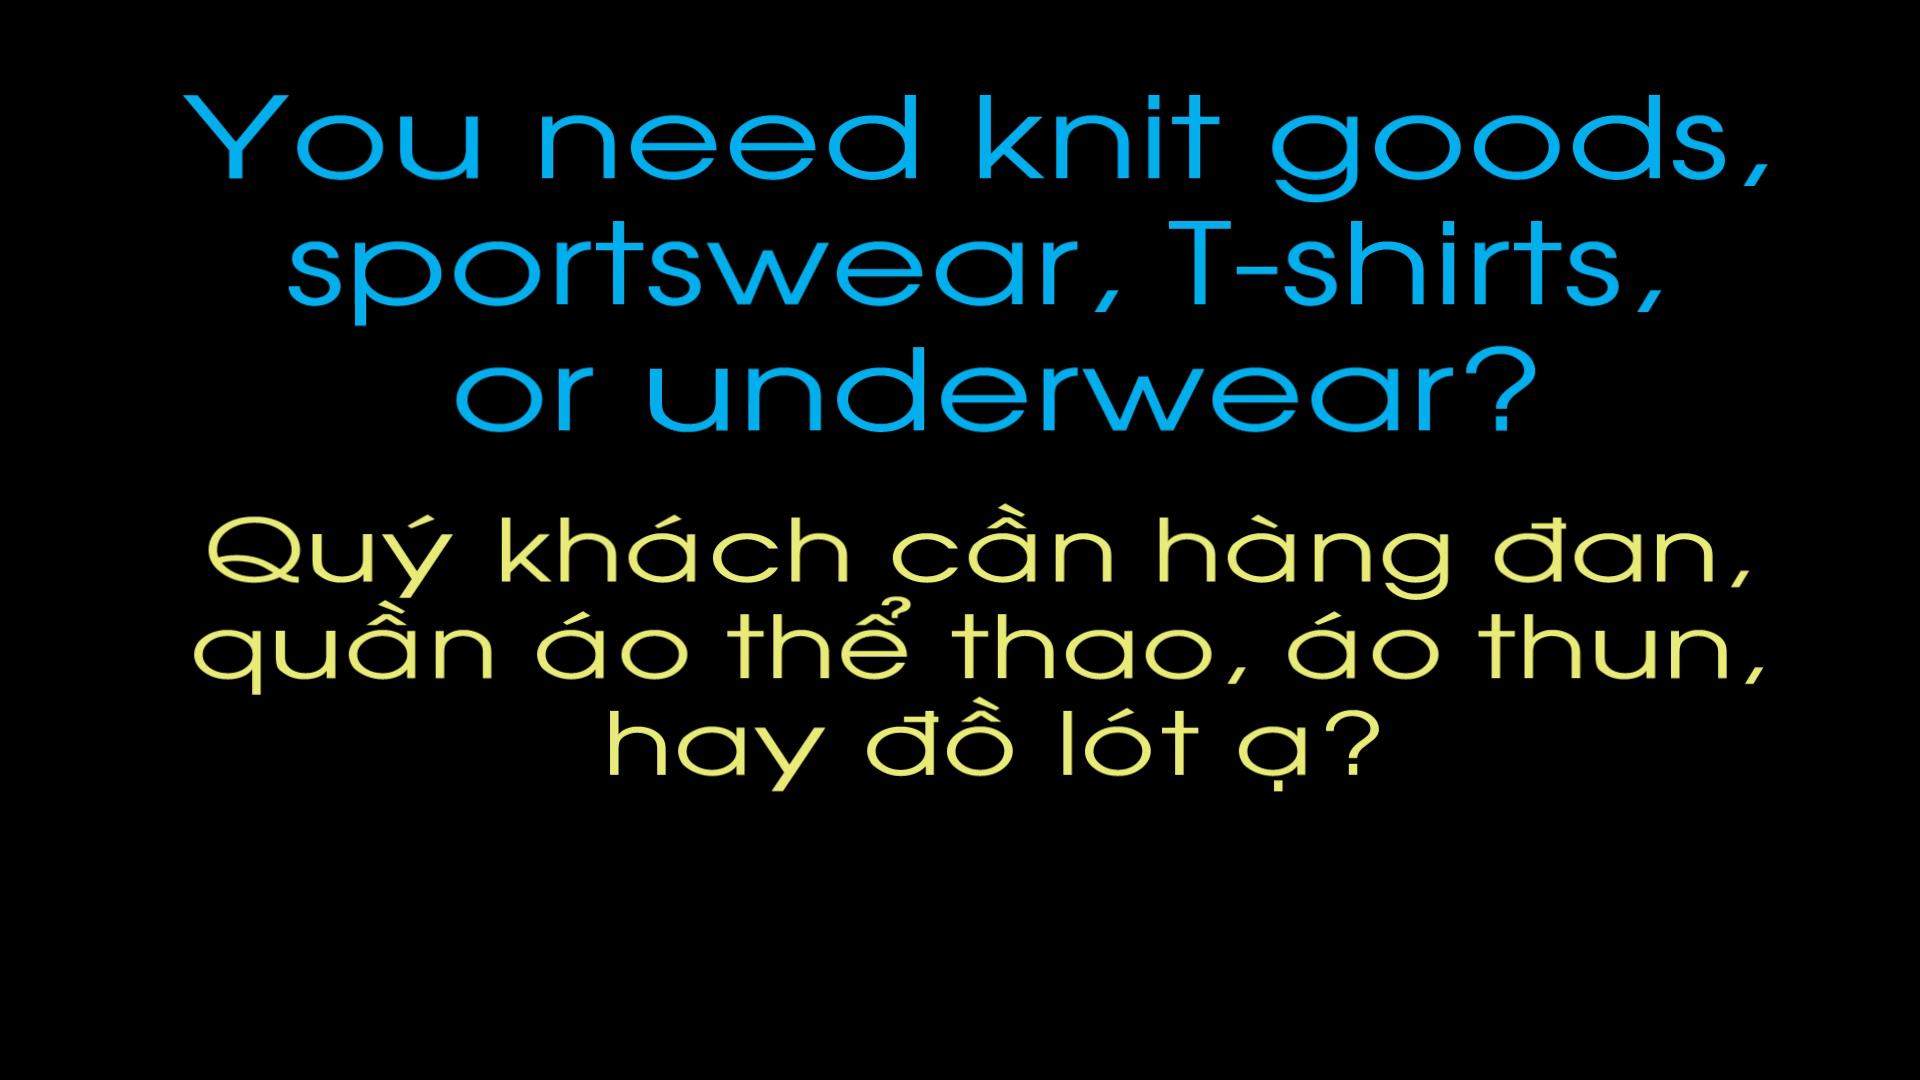 You need knit goods,
sportswear, T-shirts,
or underwear?
Quý khách cần hàng đan,
quần áo thể thao, áo thun,
hay đồ lót ạ?